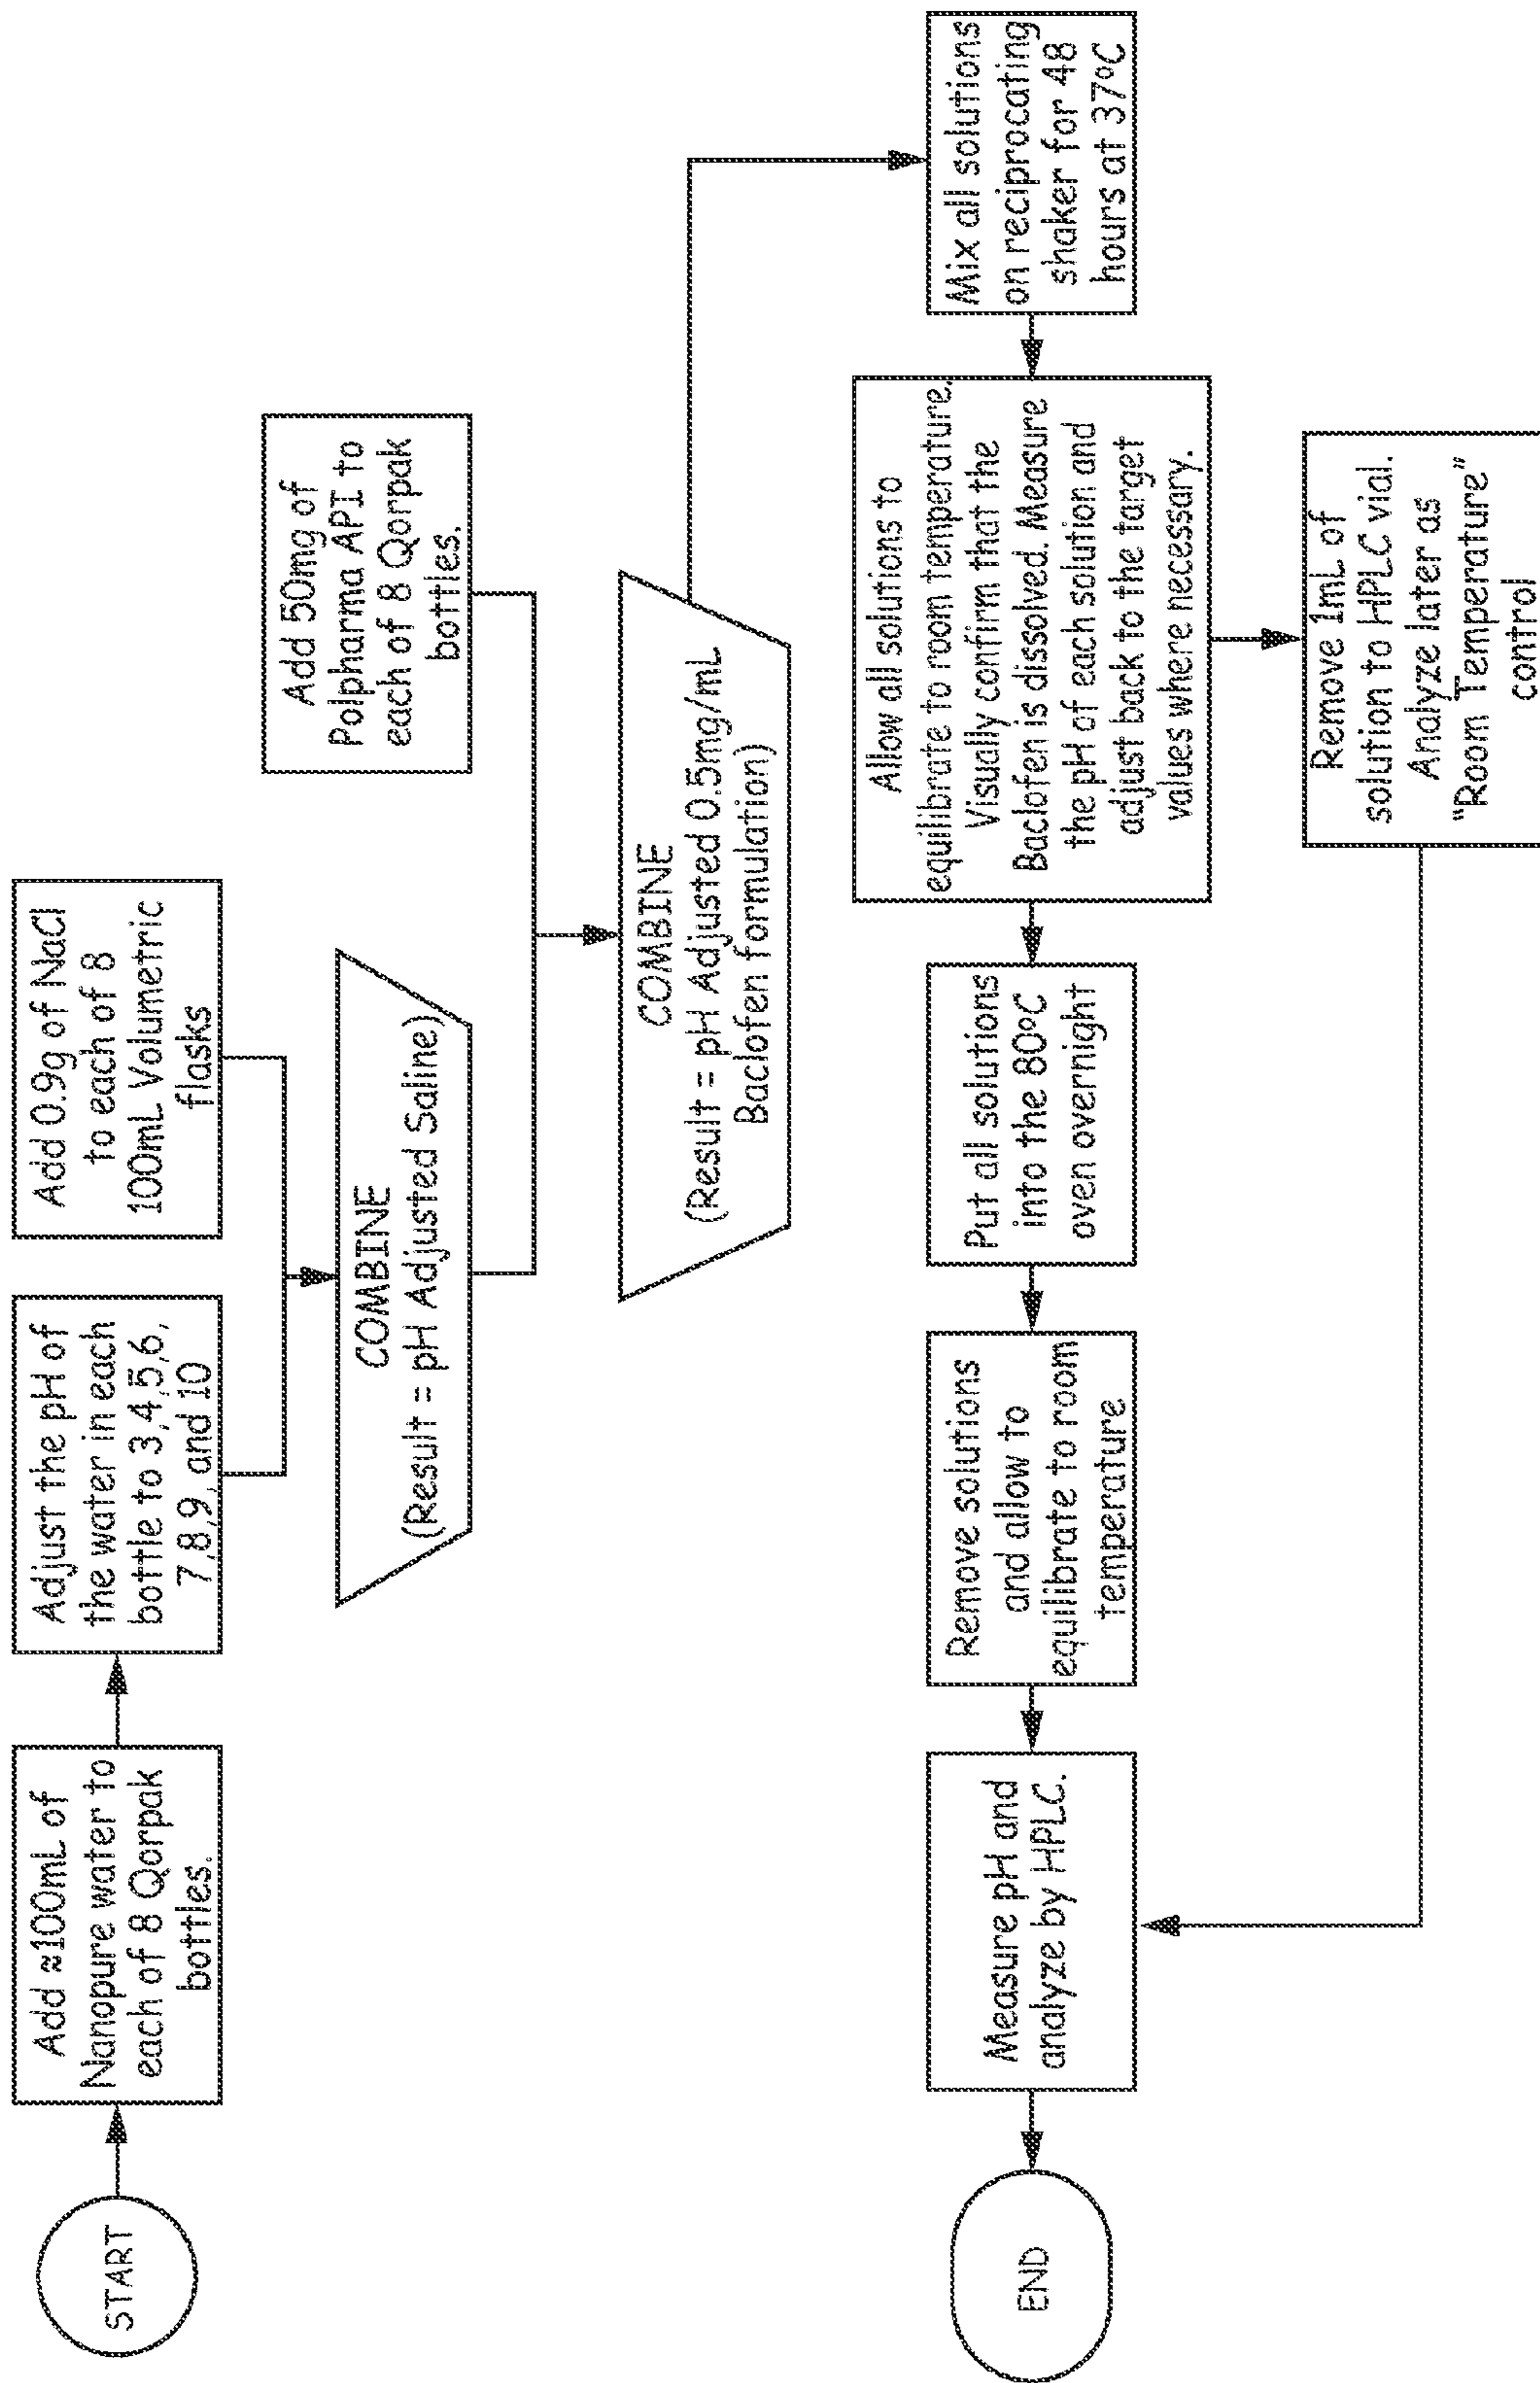 START
Add ≈100mL of
Nanopure water to
each of 8 Qorpak
bottles.
Adjust the pH of
the water in each
bottle to 3,4,5,6,
7,8,9, and 10
Add 0.9g of NaCl
to each of 8
100mL Volumetric
flasks
COMBINE
(Result = pH Adjusted Saline)
Add 50mg of
Polpharma API to
each of 8 Qorpak
bottles.
COMBINE
(Result = pH Adjusted 0.5mg/mL
Baclofen formulation)
Mix all solutions
on reciprocating
shaker for 48
hours at 37ºC
Allow all solutions to
equilibrate to room temperature.
Visually confirm that the
Baclofen is dissolved. Measure
the pH of each solution and
adjust back to the target
values where necessary.
Remove 1mL of
solution to HPLC vial.
Analyze later as
“Room Temperature”
control
Put all solutions
into the 80ºC
oven overnight
Remove solutions
and allow to
equilibrate to room
temperature
Measure pH and
analyze by HPLC.
END